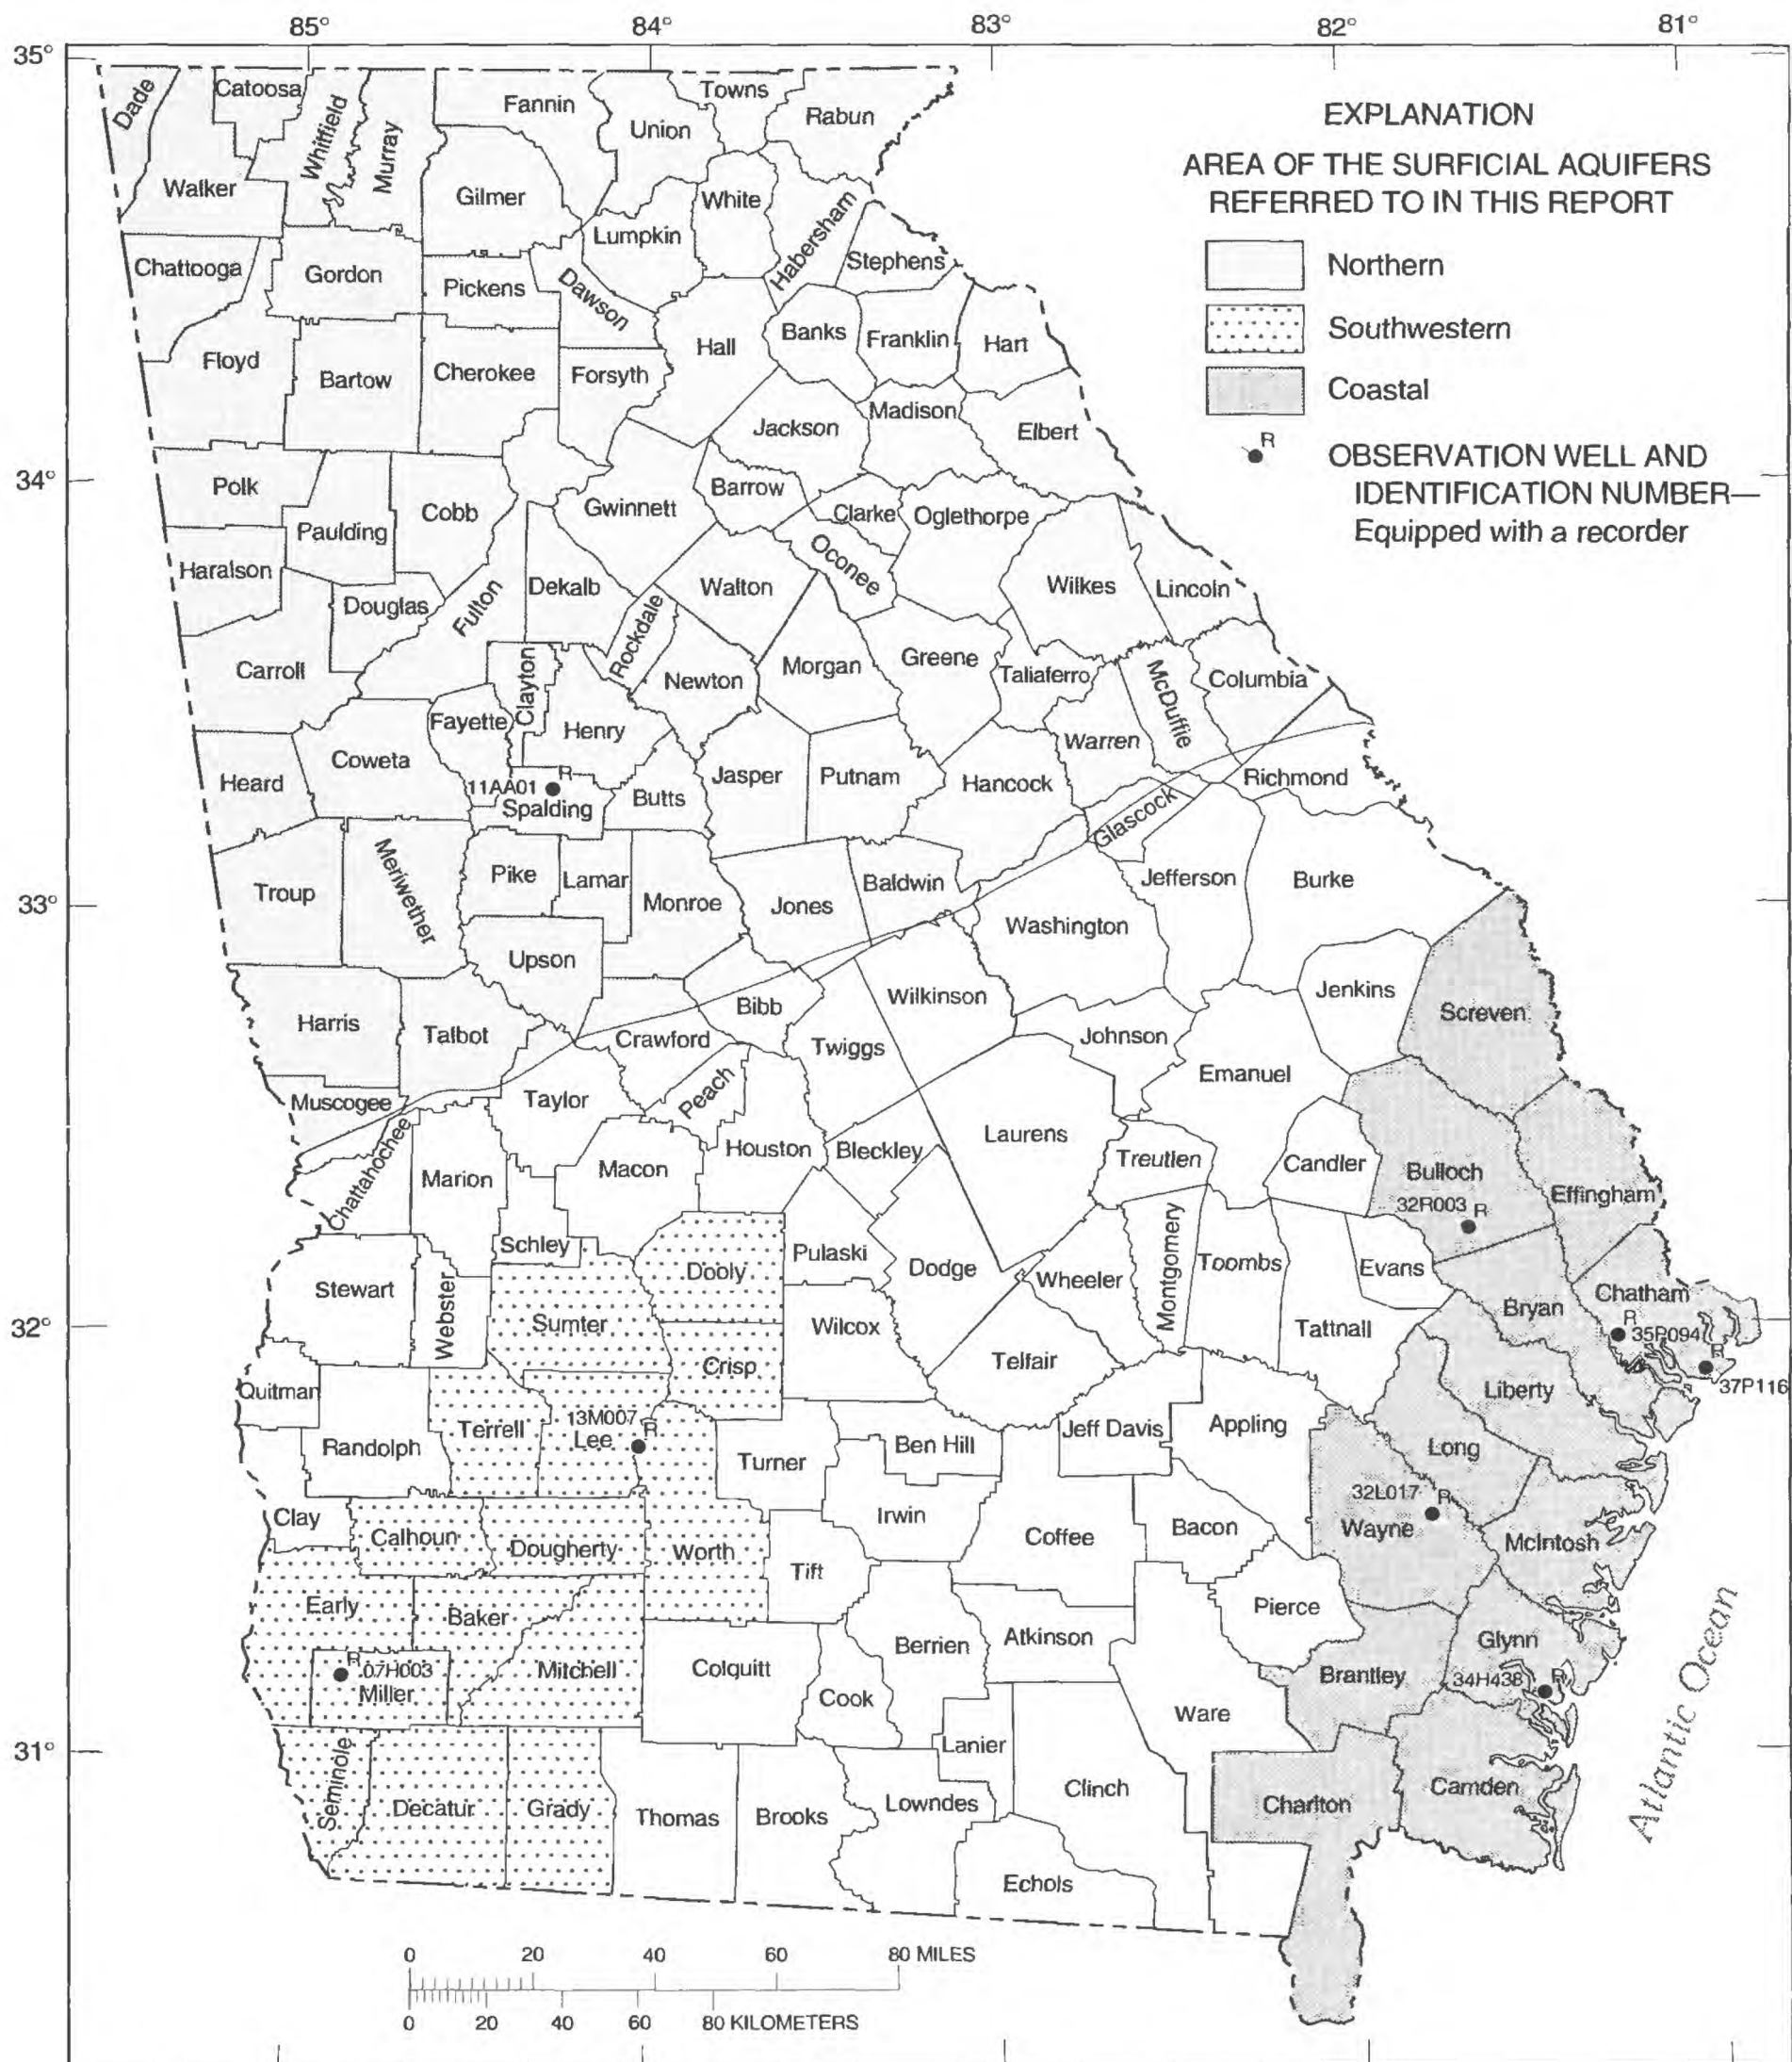 85°
84°
83°
82°
81°
35°
34°
33°
32°
31°
EXPLANATION
AREA OF THE SURFICIAL AQUIFERS
REFERRED TO IN THIS REPORT
Northern
Southwestern
Coastal
R
OBSERVATION WELL AND
IDENTIFICATION NUMBER—
Equipped with a recorder
Dade
Catoosa
Whitfield
Murray
Fannin
Union
Towns
Rabun
Walker
Gilmer
Lumpkin
White
Habersham
Stephens
Chattooga
Gordon
Pickens
Dawson
Hall
Banks
Franklin
Hart
Floyd
Bartow
Cherokee
Forsyth
Jackson
Madison
Elbert
Polk
Paulding
Cobb
Gwinnett
Barrow
Clarke
Oglethorpe
Haralson
Douglas
Fulton
Dekalb
Rockdale
Walton
Oconee
Wilkes
Lincoln
Carroll
Clayton
Newton
Morgan
Greene
Taliaferro
McDuffie
Columbia
Heard
Coweta
Fayette
Henry
11AA01
R
Spalding
Butts
Jasper
Putnam
Hancock
Warren
Glascock
Richmond
Troup
Meriwether
Pike
Lamar
Monroe
Jones
Baldwin
Washington
Jefferson
Burke
Upson
Harris
Talbot
Crawford
Bibb
Twiggs
Wilkinson
Johnson
Emanuel
Jenkins
Screven
Muscogee
Chattahochee
Taylor
Peach
Marion
Macon
Houston
Bleckley
Laurens
Treutlen
Candler
Bulloch
32R003
R
Effingham
Schley
Stewart
Webster
Sumter
Dooly
Pulaski
Dodge
Wheeler
Montgomery
Toombs
Evans
Tattnall
Bryan
Chatham
R
35P094
R
37P116
Crisp
Wilcox
Telfair
Liberty
Quitman
Randolph
Terrell
13M007
Lee
R
Turner
Ben Hill
Jeff Davis
Appling
Long
Clay
Calhoun
Dougherty
Worth
Tift
Irwin
Coffee
Bacon
32L017
R
Wayne
McIntosh
Early
Baker
Mitchell
Colquitt
Berrien
Atkinson
Pierce
Glynn
34H438
R
R
07H003
Miller
Cook
Lanier
Ware
Brantley
Seminole
Decatur
Grady
Thomas
Brooks
Lowndes
Clinch
Echols
Charlton
Camden
Atlantic Ocean
0 20 40 60 80 MILES
0 20 40 60 80 KILOMETERS